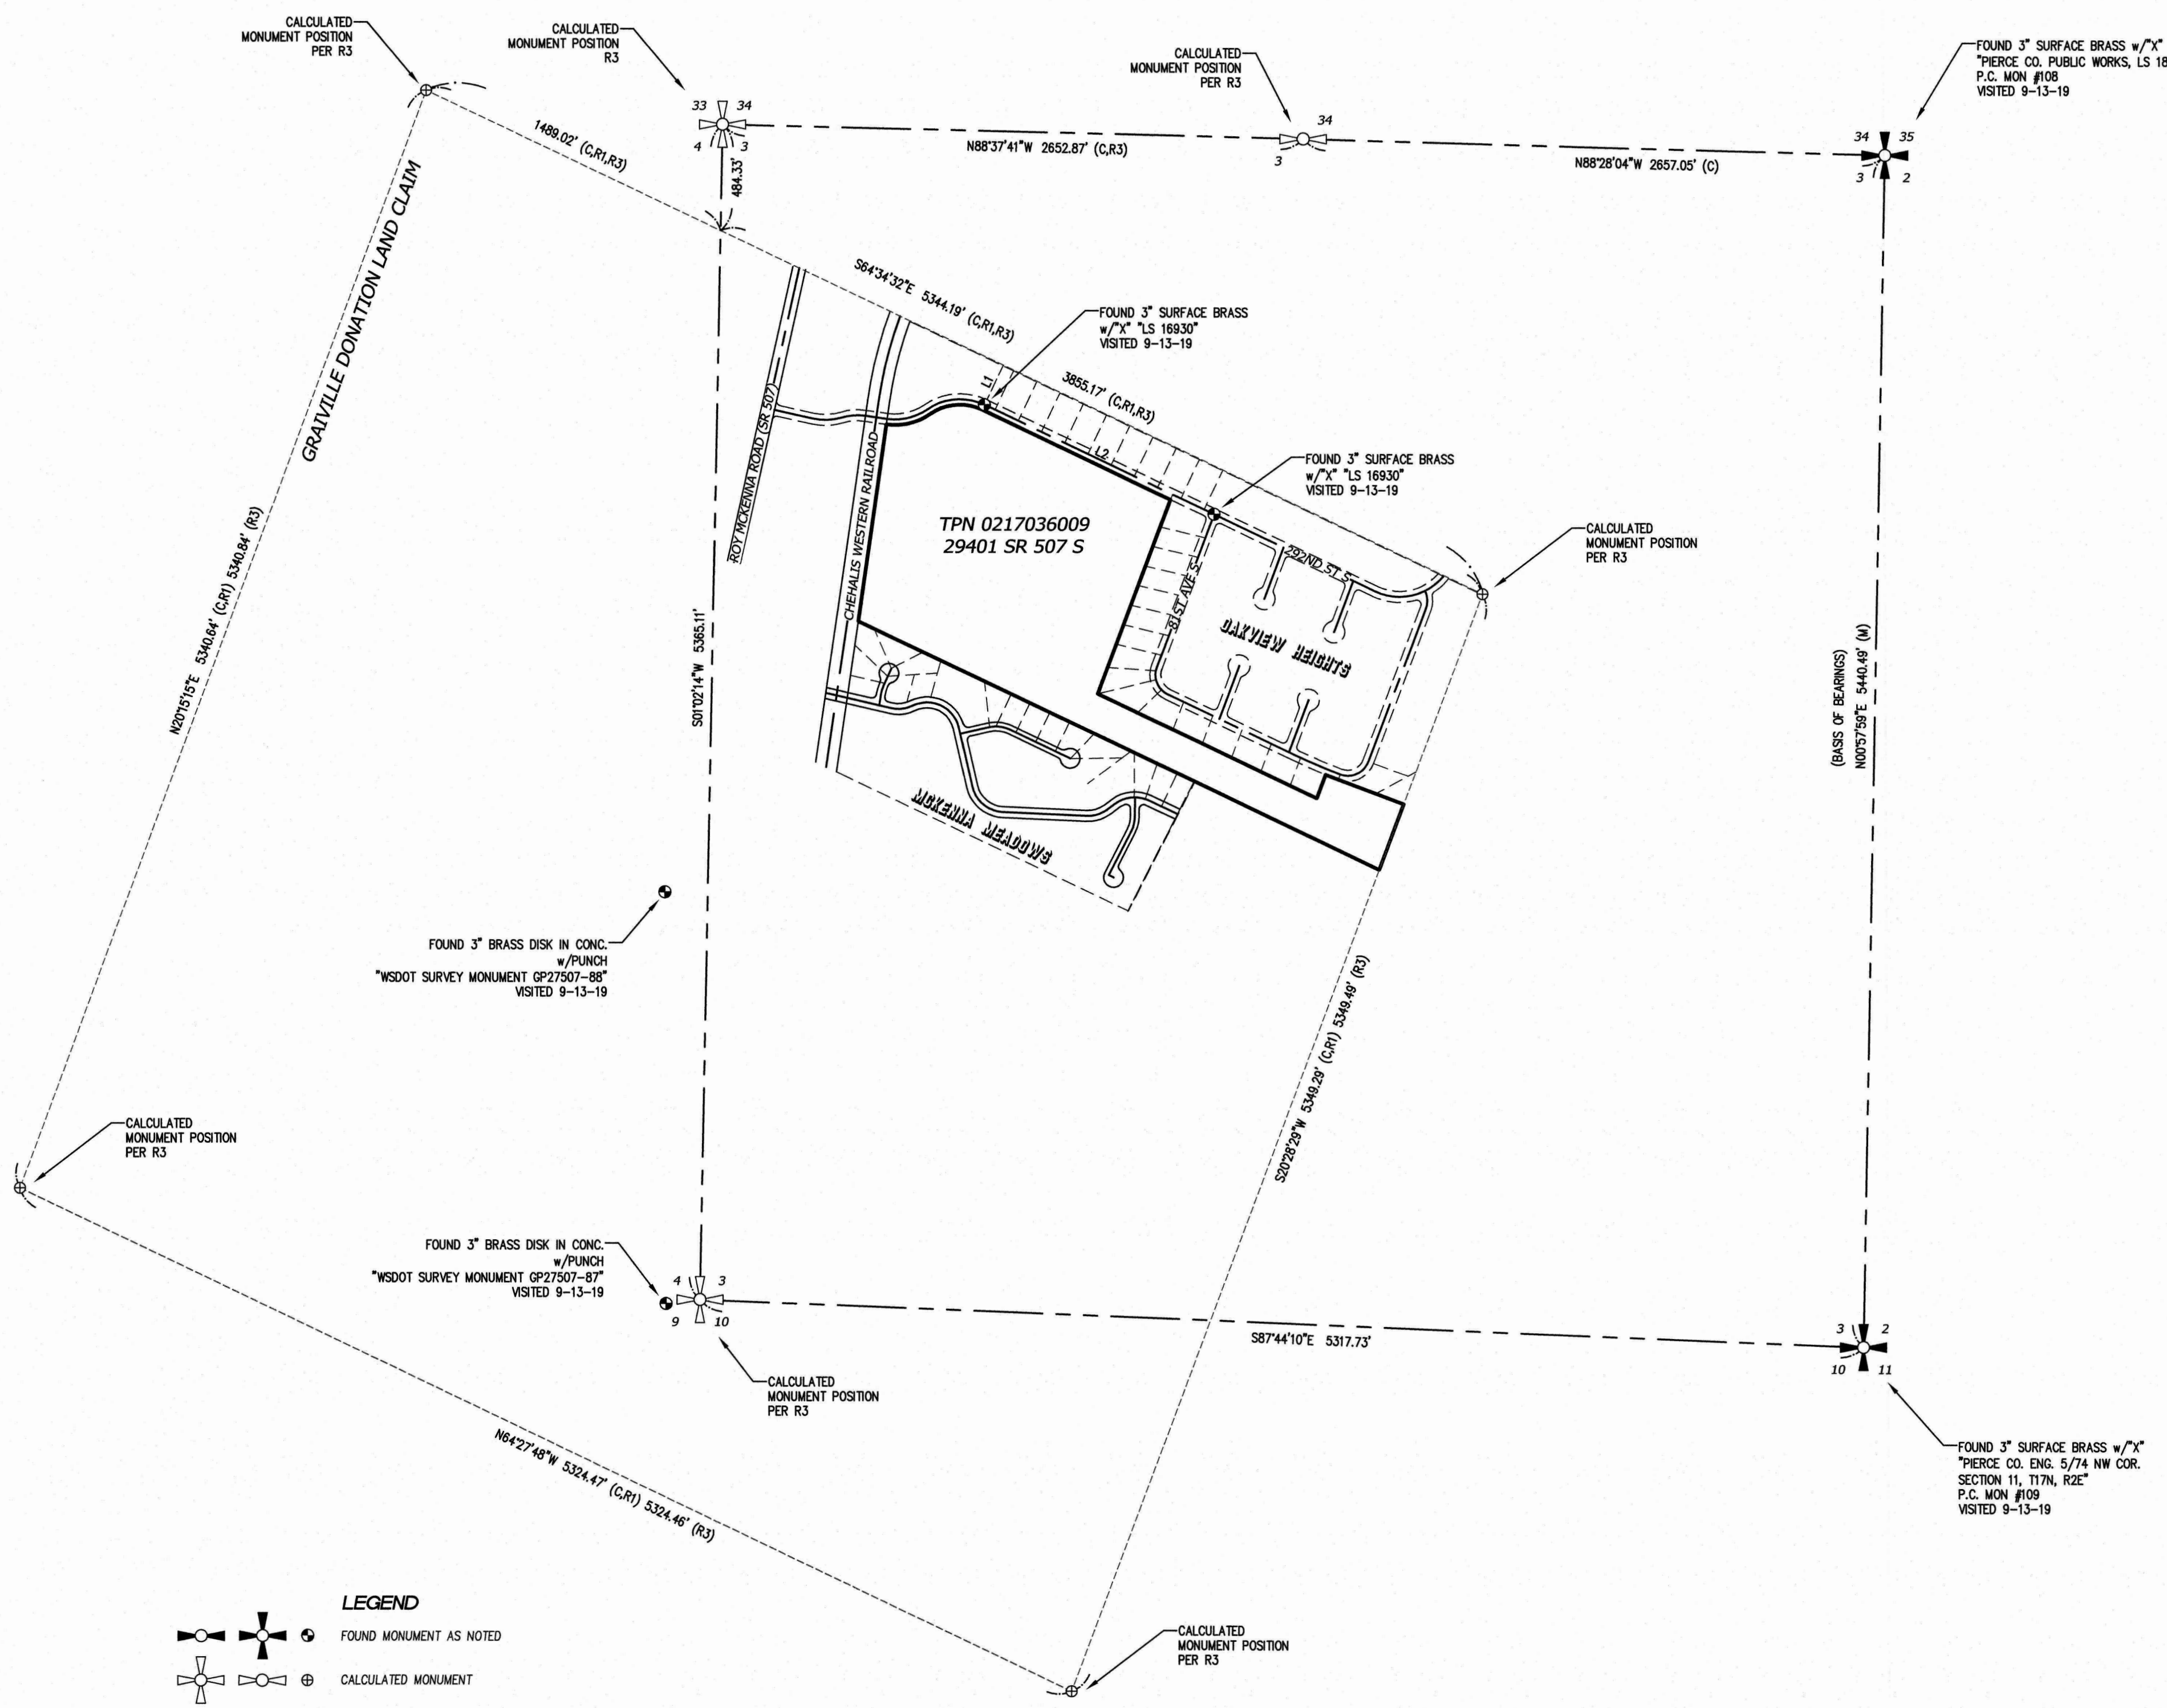 CALCULATED
MONUMENT POSITION
PER R3
CALCULATED
MONUMENT POSITION
R3
CALCULATED
MONUMENT POSITION
PER R3
FOUND 3" SURFACE BRASS w/"X"
"PIERCE CO. PUBLIC WORKS, LS 18
P.C. MON #108
VISITED 9-13-19
33 34
4 3
34
3
34 35
3 2
1489.02' (C,R1,R3)
484.33'
N88°37'41"W 2652.87' (C,R3)
N88°28'04"W 2657.05' (C)
GRAIVILLE DONATION LAND CLAIM
S64°34'32"E 5344.19' (C,R1,R3)
FOUND 3" SURFACE BRASS
w/"X" "LS 16930"
VISITED 9-13-19
L1
3855.17' (C,R1,R3)
L2
FOUND 3" SURFACE BRASS
w/"X" "LS 16930"
VISITED 9-13-19
ROY MCKENNA ROAD (SR 507)
CHEHALIS WESTERN RAILROAD
TPN 0217036009
29401 SR 507 S
CALCULATED
MONUMENT POSITION
PER R3
292ND ST S
81ST AVE S
OAKVIEW HEIGHTS
N20°15'15"E 5340.64' (C,R1) 5340.84' (R3)
S01°02'14"W 5365.11'
(BASIS OF BEARINGS)
N00°57'59"E 5440.49' (M)
MCKENNA MEADOWS
FOUND 3" BRASS DISK IN CONC.
w/PUNCH
"WSDOT SURVEY MONUMENT GP27507-88"
VISITED 9-13-19
S20°28'29"W 5349.29' (C,R1) 5349.49' (R3)
CALCULATED
MONUMENT POSITION
PER R3
FOUND 3" BRASS DISK IN CONC.
w/PUNCH
"WSDOT SURVEY MONUMENT GP27507-87"
VISITED 9-13-19
4 3
9 10
S87°44'10"E 5317.73'
3 2
10 11
CALCULATED
MONUMENT POSITION
PER R3
N64°27'48"W 5324.47' (C,R1) 5324.46' (R3)
FOUND 3" SURFACE BRASS w/"X"
"PIERCE CO. ENG. 5/74 NW COR.
SECTION 11, T17N, R2E"
P.C. MON #109
VISITED 9-13-19
LEGEND
FOUND MONUMENT AS NOTED
CALCULATED MONUMENT
CALCULATED
MONUMENT POSITION
PER R3